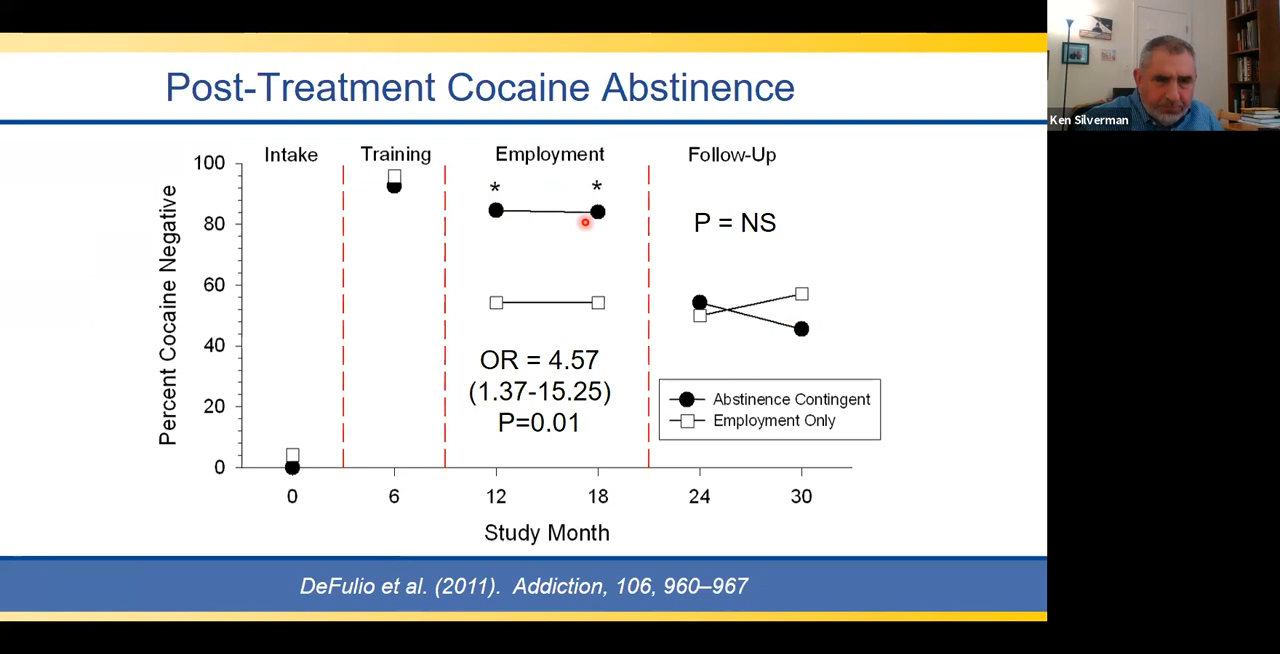 Post-Treatment Cocaine Abstinence
Ken Silverman
Intake
Training
Employment
Follow-Up
Percent Cocaine Negative
100
80
60
40
20
0
* *
P = NS
OR = 4.57
(1.37-15.25)
P=0.01
Abstinence Contingent
Employment Only
0 6 12 18 24 30
Study Month
DeFulio et al. (2011). Addiction, 106, 960–967